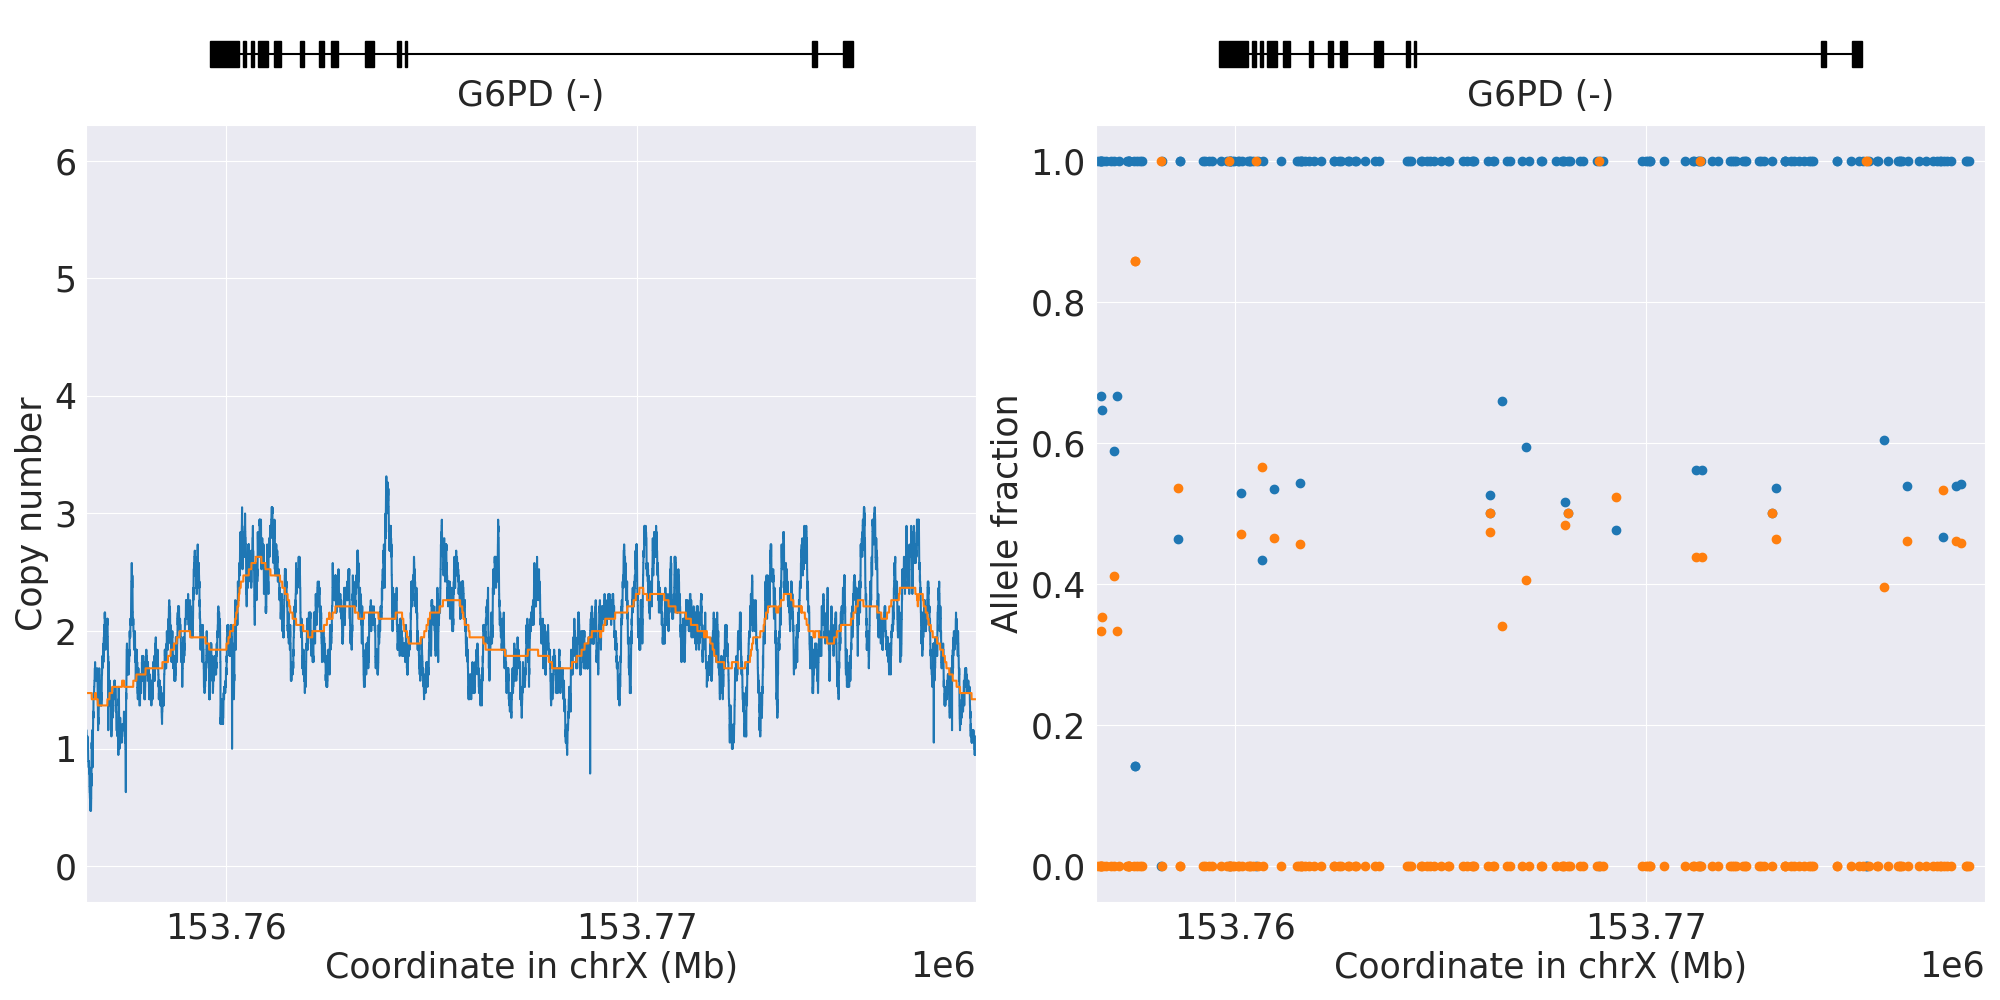 G6PD (-)
G6PD (-)
Copy number
6
5
4
3
2
1
0
153.76
153.77
Coordinate in chrX (Mb)
1e6
Allele fraction
1.0
0.8
0.6
0.4
0.2
0.0
153.76
153.77
Coordinate in chrX (Mb)
1e6